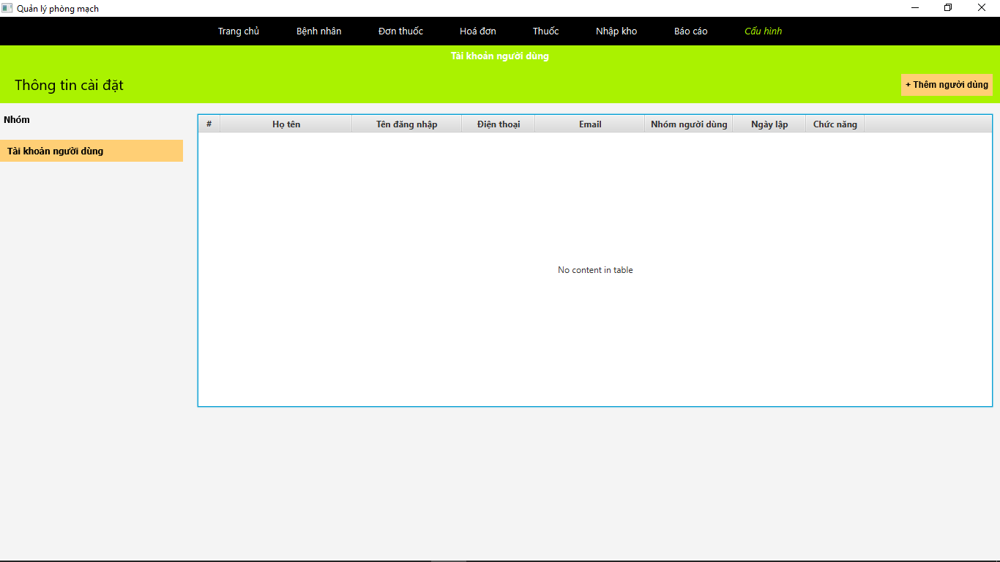 Quản lý phòng mạch
Trang chủ Bệnh nhân Đơn thuốc Hoá đơn Thuốc Nhập kho Báo cáo Cấu hình
Tài khoản người dùng
Thông tin cài đặt
+ Thêm người dùng
Nhóm
Tài khoản người dùng
# Họ tên Tên đăng nhập Điện thoại Email Nhóm người dùng Ngày lập Chức năng
No content in table